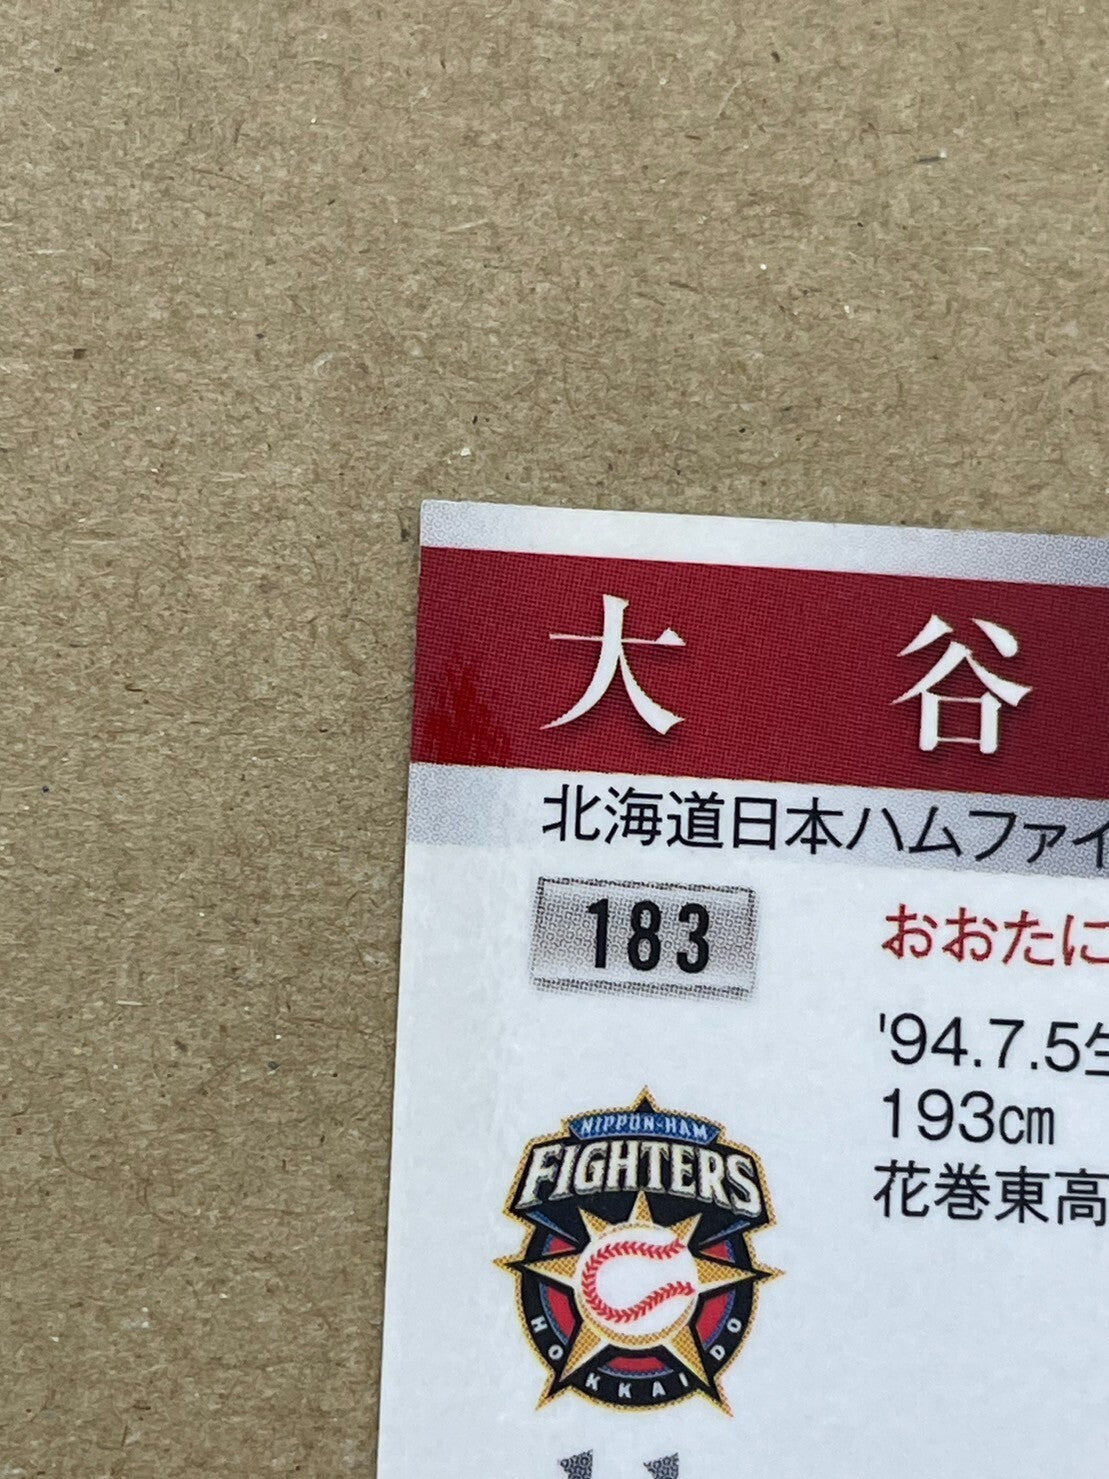 大谷
北海道日本ハムファイ
183
おおたに
'94.7.5生
193cm
花巻東高
NIPPON-HAM
FIGHTERS
HOKKAIDO
11